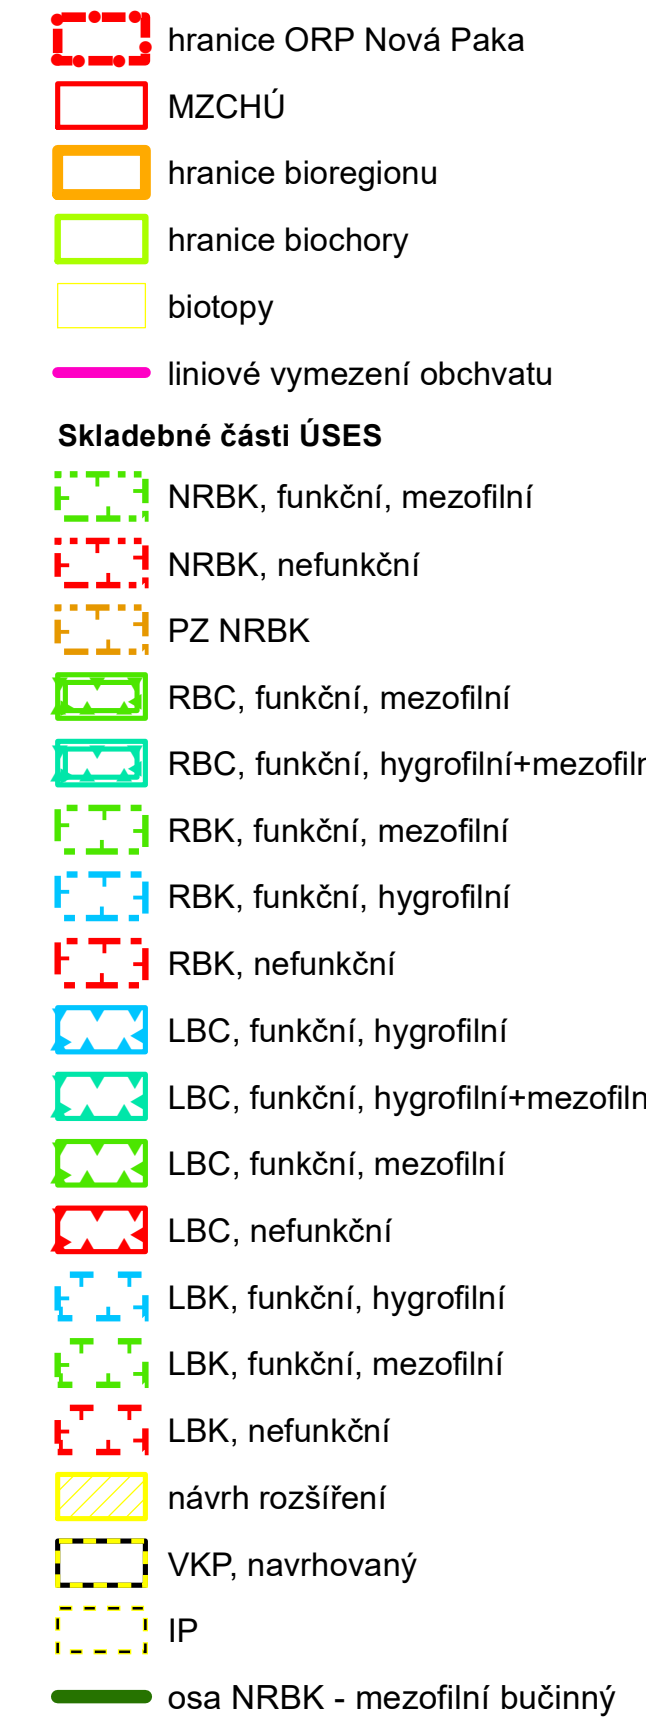 hranice ORP Nová Paka
MZCHÚ
hranice bioregionu
hranice biochory
biotopy
liniové vymezení obchvatu
Skladebné části ÚSES
NRBK, funkční, mezofilní
NRBK, nefunkční
PZ NRBK
RBC, funkční, mezofilní
RBC, funkční, hygrofilní+mezofiln
RBK, funkční, mezofilní
RBK, funkční, hygrofilní
RBK, nefunkční
LBC, funkční, hygrofilní
LBC, funkční, hygrofilní+mezofiln
LBC, funkční, mezofilní
LBC, nefunkční
LBK, funkční, hygrofilní
LBK, funkční, mezofilní
LBK, nefunkční
návrh rozšíření
VKP, navrhovaný
IP
osa NRBK - mezofilní bučinný